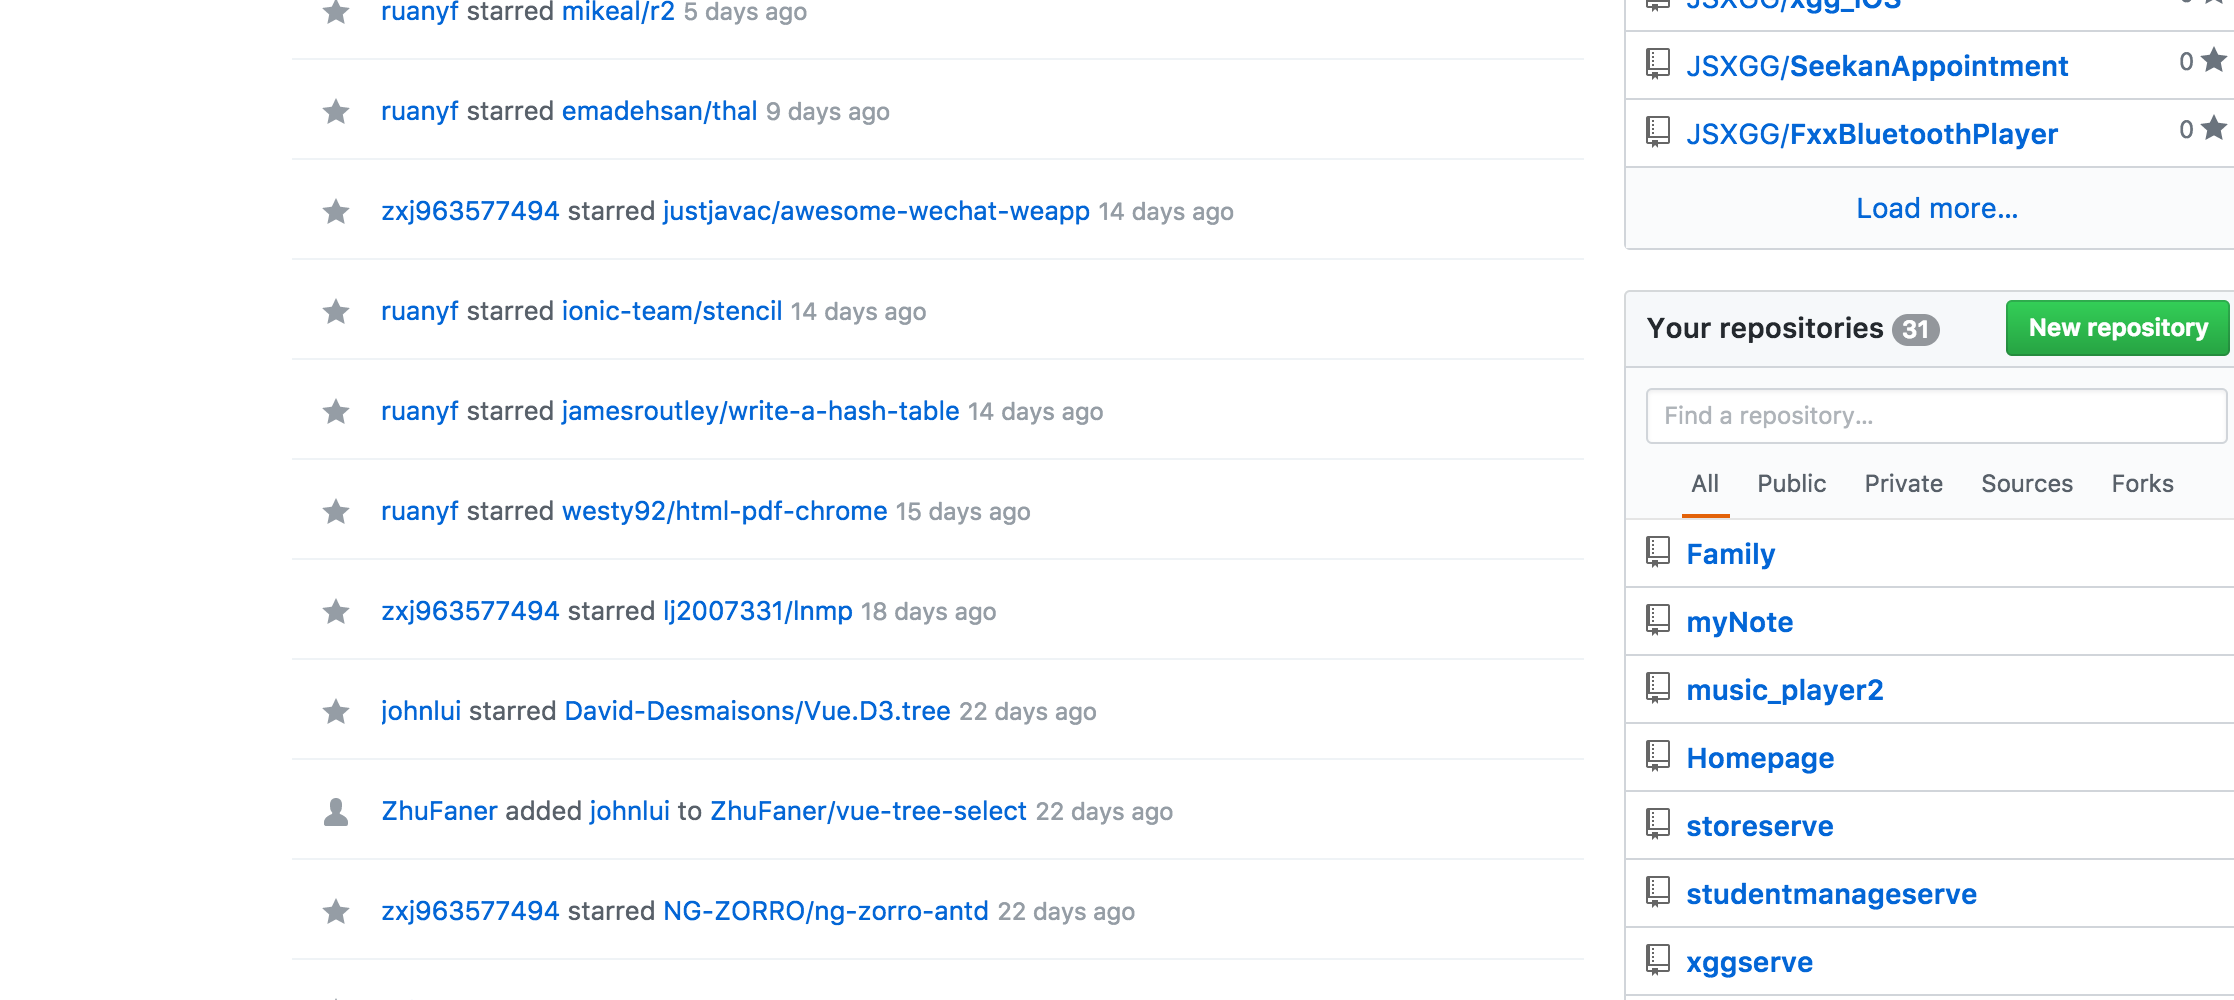 ruanyf starred mikeal/r2 5 days ago
ruanyf starred emadehsan/thal 9 days ago
zxj963577494 starred justjavac/awesome-wechat-weapp 14 days ago
ruanyf starred ionic-team/stencil 14 days ago
ruanyf starred jamesroutley/write-a-hash-table 14 days ago
ruanyf starred westy92/html-pdf-chrome 15 days ago
zxj963577494 starred lj2007331/lnmp 18 days ago
johnlui starred David-Desmaisons/Vue.D3.tree 22 days ago
ZhuFaner added johnlui to ZhuFaner/vue-tree-select 22 days ago
zxj963577494 starred NG-ZORRO/ng-zorro-antd 22 days ago
JSXGG/xgg_iOS
JSXGG/SeekanAppointment 0
JSXGG/FxxBluetoothPlayer 0
Load more...
Your repositories 31 New repository
Find a repository...
All Public Private Sources Forks
Family
myNote
music_player2
Homepage
storeserve
studentmanageserve
xggserve